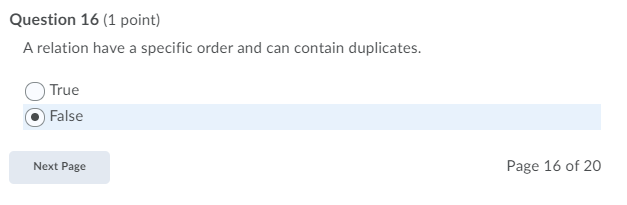 Question 16 (1 point)
A relation have a specific order and can contain duplicates.
True
False
Next Page
Page 16 of 20